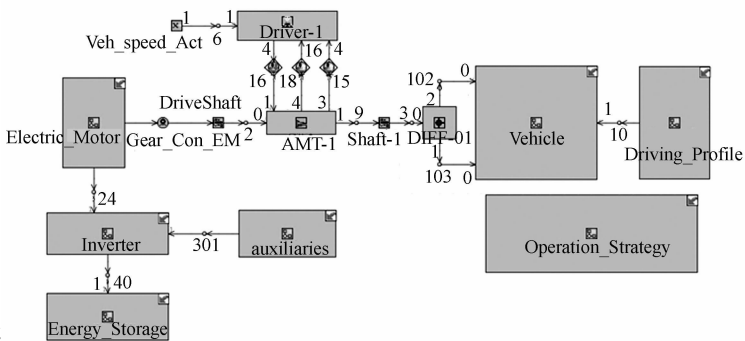 1
1
Veh_speed_Act
6
Driver-1
4
16
4
16
18
15
DriveShaft
1
4
3
102
0
2
Electric_Motor
Gear_Con_EM
2
0
AMT-1
1
9
Shaft-1
3
0
DIFF-01
Vehicle
1
10
Driving_Profile
1
103
0
24
Inverter
301
auxiliaries
Operation_Strategy
1
40
Energy_Storage